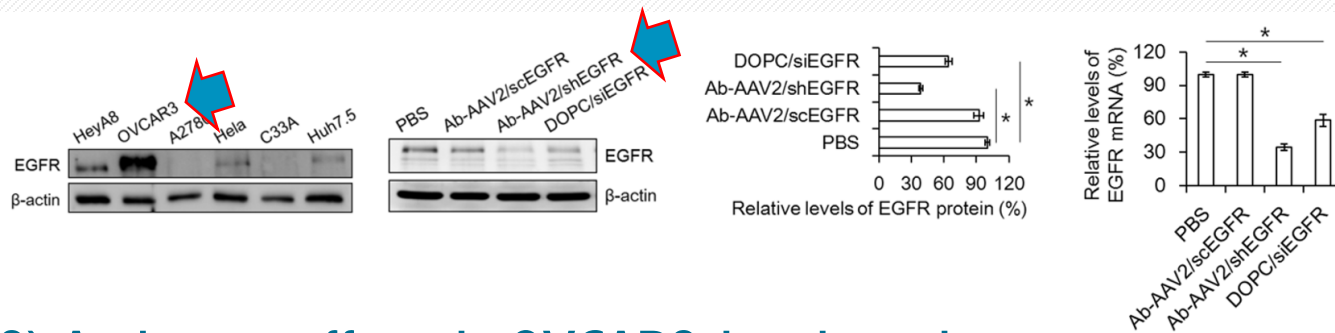 HeyA8 OVCAR3 A2780 Hela C33A Huh7.5
EGFR
β-actin
PBS Ab-AAV2/scEGFR Ab-AAV2/shEGFR DOPC/siEGFR
EGFR
β-actin
DOPC/siEGFR
Ab-AAV2/shEGFR
Ab-AAV2/scEGFR
PBS
* *
0 30 60 90 120
Relative levels of EGFR protein (%)
Relative levels of
EGFR mRNA (%)
120
90
60
30
0
*
*
PBS
Ab-AAV2/scEGFR
Ab-AAV2/shEGFR
DOPC/siEGFR